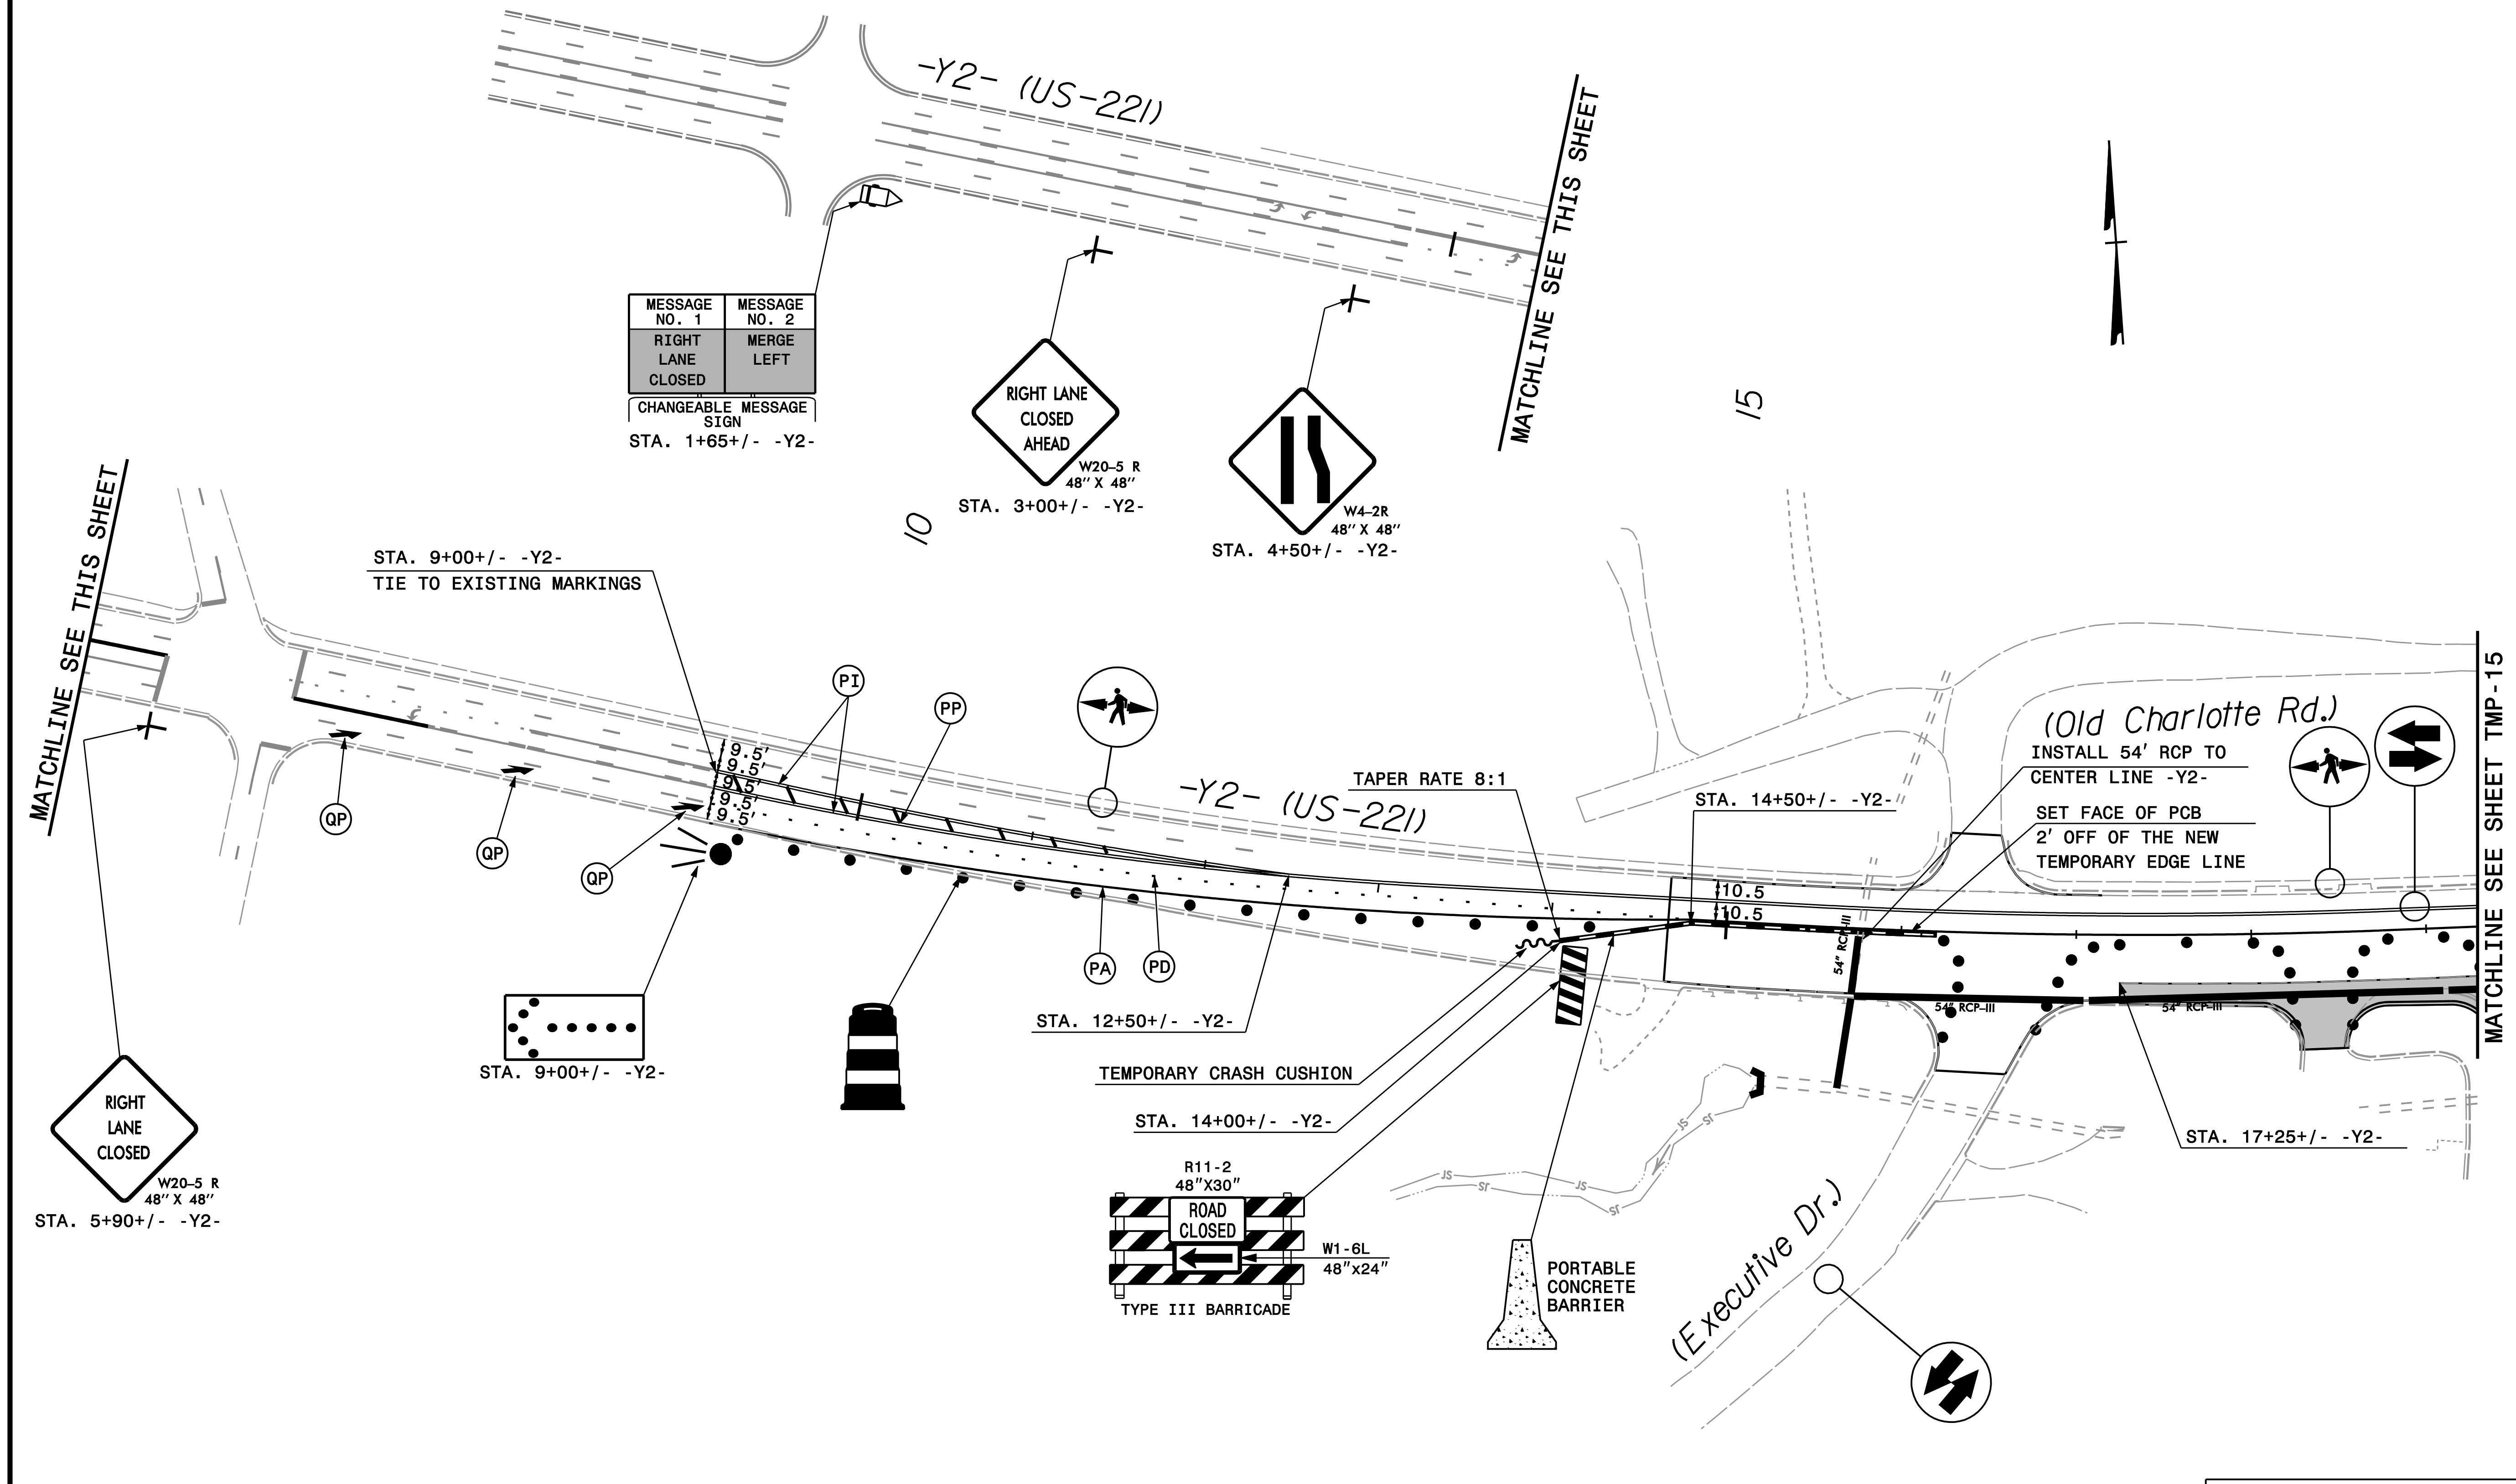 -Y2- (US-221)
MATCHLINE SEE THIS SHEET
MESSAGE NO. 1
MESSAGE NO. 2
RIGHT
LANE
CLOSED
MERGE
LEFT
CHANGEABLE MESSAGE
SIGN
STA. 1+65+/- -Y2-
RIGHT LANE
CLOSED
AHEAD
W20-5 R
48" X 48"
STA. 3+00+/- -Y2-
W4-2R
48" X 48"
STA. 4+50+/- -Y2-
15
10
MATCHLINE SEE THIS SHEET
STA. 9+00+/- -Y2-
TIE TO EXISTING MARKINGS
PI
PP
QP
QP
QP
9.5'
9.5'
9.5'
9.5'
9.5'
-Y2- (US-221)
TAPER RATE 8:1
STA. 14+50+/- -Y2-
(Old Charlotte Rd.)
INSTALL 54' RCP TO
CENTER LINE -Y2-
SET FACE OF PCB
2' OFF OF THE NEW
TEMPORARY EDGE LINE
MATCHLINE SEE SHEET TMP-15
10.5
10.5
54" RCP-III
54" RCP-III
54" RCP-III
PA
PD
STA. 12+50+/- -Y2-
STA. 9+00+/- -Y2-
TEMPORARY CRASH CUSHION
STA. 14+00+/- -Y2-
STA. 17+25+/- -Y2-
RIGHT
LANE
CLOSED
W20-5 R
48" X 48"
STA. 5+90+/- -Y2-
R11-2
48"X30"
ROAD
CLOSED
W1-6L
48"x24"
TYPE III BARRICADE
PORTABLE
CONCRETE
BARRIER
JS
JS
JS
JS
JS
JS
JS
(Executive Dr.)